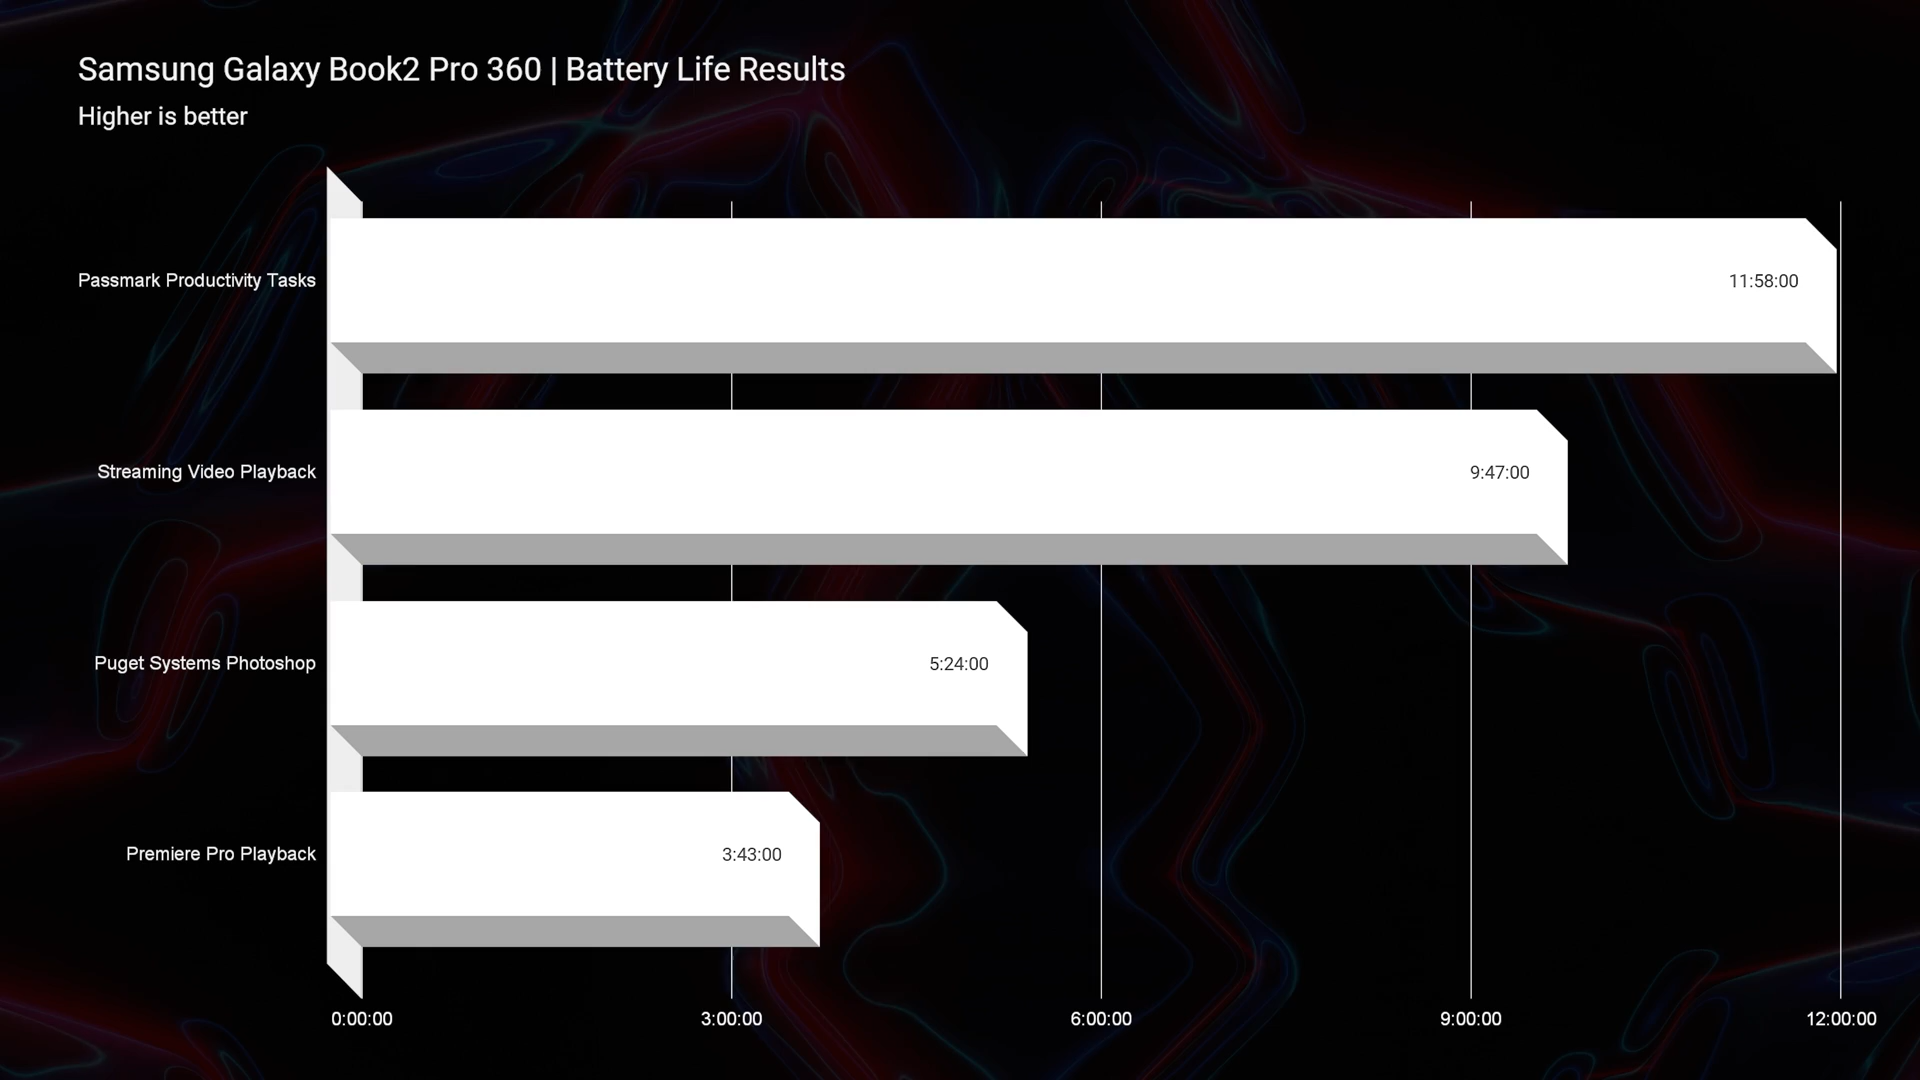 Samsung Galaxy Book2 Pro 360 | Battery Life Results
Higher is better
Passmark Productivity Tasks
11:58:00
Streaming Video Playback
9:47:00
Puget Systems Photoshop
5:24:00
Premiere Pro Playback
3:43:00
0:00:00
3:00:00
6:00:00
9:00:00
12:00:00